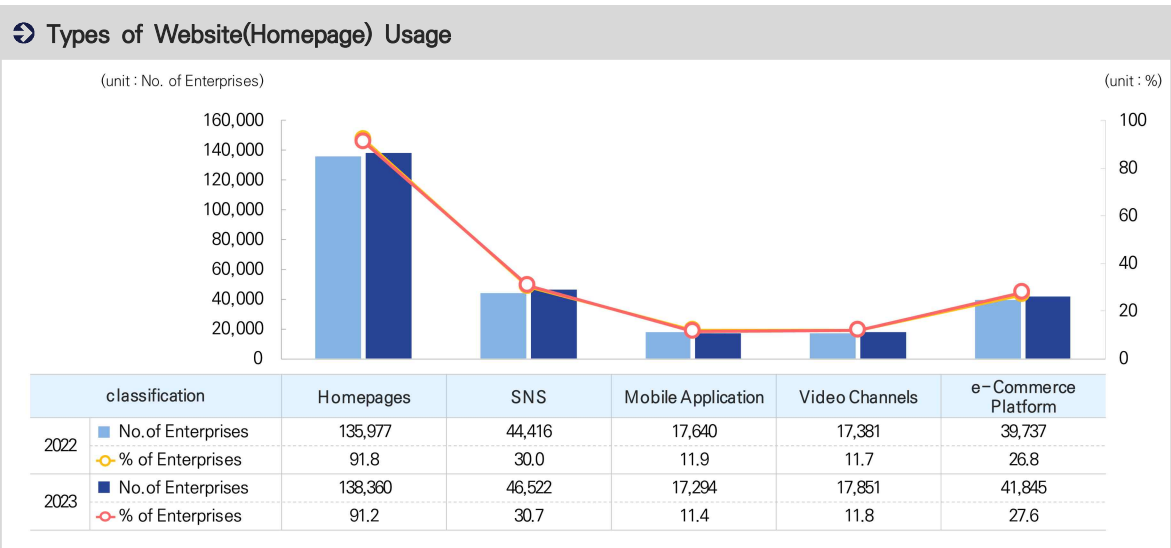 Types of Website(Homepage) Usage
(unit : No. of Enterprises) (unit : %)
160,000 100
140,000
120,000 80
100,000
80,000 60
60,000 40
40,000
20,000 20
0 0
classification Homepages SNS Mobile Application Video Channels e-Commerce Platform
2022 No.of Enterprises 135,977 44,416 17,640 17,381 39,737
% of Enterprises 91.8 30.0 11.9 11.7 26.8
2023 No.of Enterprises 138,360 46,522 17,294 17,851 41,845
% of Enterprises 91.2 30.7 11.4 11.8 27.6